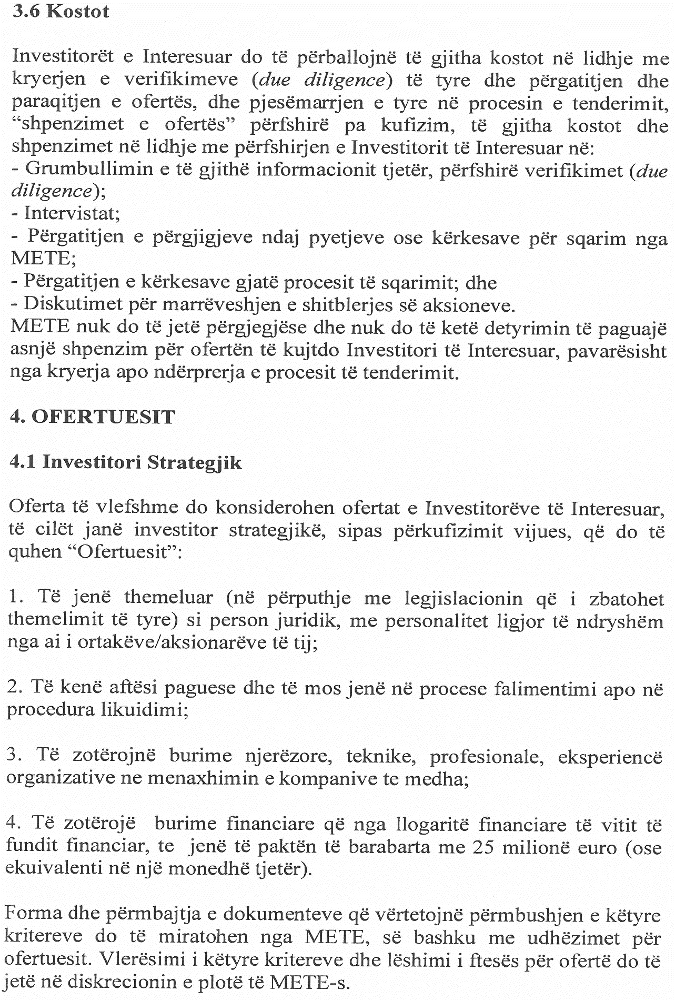 3.6 Kostot
Investitorët e Interesuar do të përballojnë të gjitha kostot në lidhje me
kryerjen e verifikimeve (due diligence) të tyre dhe përgatitjen dhe
paraqitjen e ofertës, dhe pjesëmarrjen e tyre në procesin e tenderimit,
“shpenzimet e ofertës” përfshirë pa kufizim, të gjitha kostot dhe
shpenzimet në lidhje me përfshirjen e Investitorit të Interesuar në:
- Grumbullimin e të gjithë informacionit tjetër, përfshirë verifikimet (due
diligence);
- Intervistat;
- Përgatitjen e përgjigjeve ndaj pyetjeve ose kërkesave për sqarim nga
METE;
- Përgatitjen e kërkesave gjatë procesit të sqarimit; dhe
- Diskutimet për marrëveshjen e shitblerjes së aksioneve.
METE nuk do të jetë përgjegjëse dhe nuk do të ketë detyrimin të paguajë
asnjë shpenzim për ofertën të kujtdo Investitori të Interesuar, pavarësisht
nga kryerja apo ndërprerja e procesit të tenderimit.
4. OFERTUESIT
4.1 Investitori Strategjik
Oferta të vlefshme do konsiderohen ofertat e Investitorëve të Interesuar,
të cilët janë investitor strategjikë, sipas përkufizimit vijues, që do të
quhen “Ofertuesit”:
1. Të jenë themeluar (në përputhje me legjislacionin që i zbatohet
themelimit të tyre) si person juridik, me personalitet ligjor të ndryshëm
nga ai i ortakëve/aksionarëve të tij;
2. Të kenë aftësi paguese dhe të mos jenë në procese falimentimi apo në
procedura likuidimi;
3. Të zotërojnë burime njerëzore, teknike, profesionale, eksperiencë
organizative ne menaxhimin e kompanive te medha;
4. Të zotërojë burime financiare që nga llogaritë financiare të vitit të
fundit financiar, te jenë të paktën të barabarta me 25 milionë euro (ose
ekuivalenti në një monedhë tjetër).
Forma dhe përmbajtja e dokumenteve që vërtetojnë përmbushjen e këtyre
kritereve do të miratohen nga METE, së bashku me udhëzimet për
ofertuesit. Vlerësimi i këtyre kritereve dhe lëshimi i ftesës për ofertë do të
jetë në diskrecionin e plotë të METE-s.